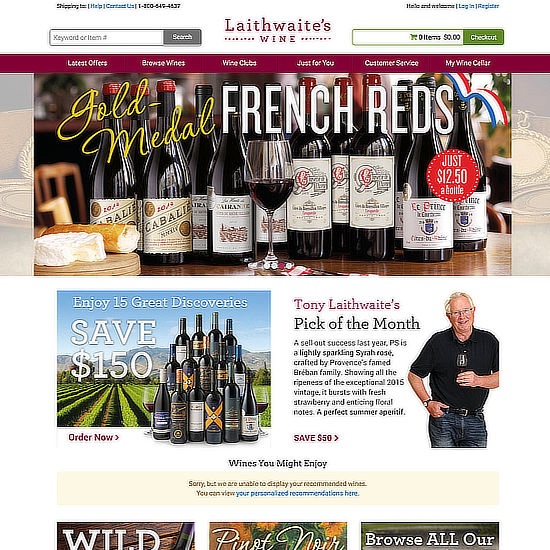 Shipping to: | Help | Contact Us | 1-800-649-4637
Hello and welcome | Log In | Register
Laithwaite's
WINE
Keyword or Item #
Search
0 Items $0.00
Checkout
Latest Offers
Browse Wines
Wine Clubs
Just for You
Customer Service
My Wine Cellar
Gold-Medal FRENCH REDS
JUST
$12.50
a bottle
2014
CABALIE
CABALIE
Le Prince
Enjoy 15 Great Discoveries
SAVE
$150
Order Now >
Tony Laithwaite's
Pick of the Month
A sell-out success last year, PS is
a lightly sparkling Syrah rosé,
crafted by Provence's famed
Bréban family. Showing all the
ripeness of the exceptional 2015
vintage, it bursts with fresh
strawberry and enticing floral
notes. A perfect summer aperitif.
SAVE $50 >
Wines You Might Enjoy
Sorry, but we are unable to display your recommended wines.
You can view your personalized recommendations here.
WILD
Pinot Noir
Browse ALL Our